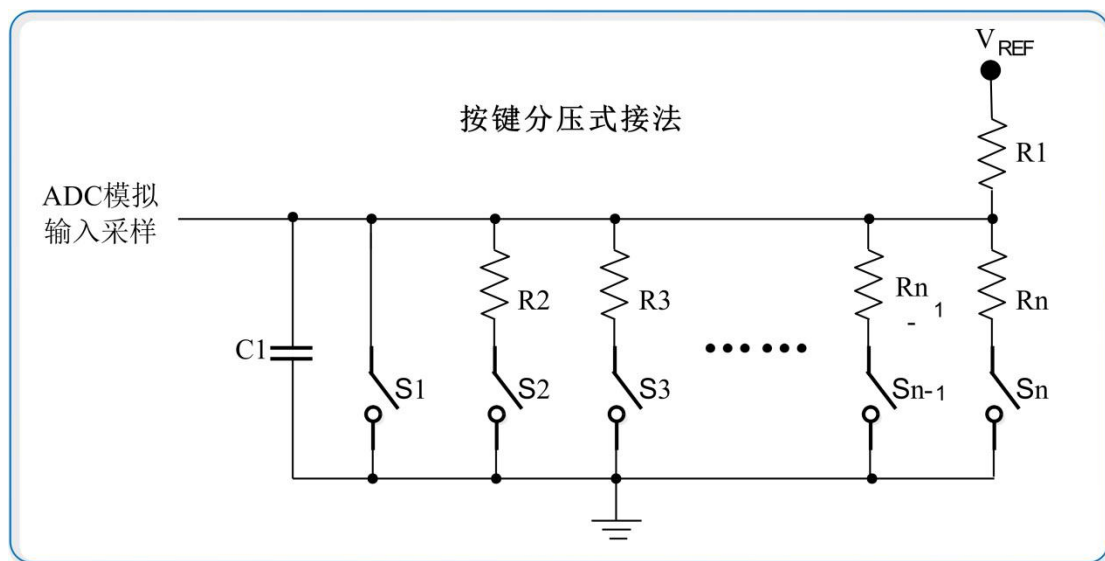 VREF
按键分压式接法
R1
ADC模拟
输入采样
R2
R3
Rn-1
Rn
C1
S1
S2
S3
Sn-1
Sn